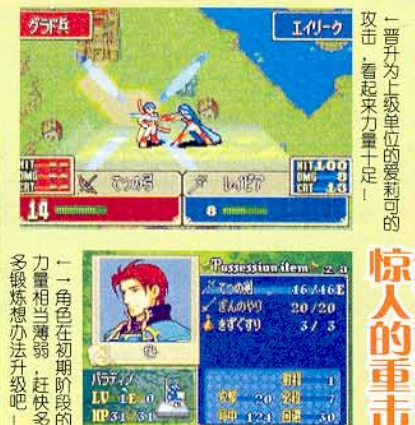 グラド兵
エイリーク
HIT
DMG
CRT
てつの弓
レイピア
HIT 100
DMG 8
CRT 13
14
8
←晋升为上级单位的爱莉可的
攻击,看起来力量十足!
惊人的重击
Possession item
てつの剣 46/46 E
ぎんのやり 20/20
きずぐすり 3/3
パラディン
LV 1 E 0
HP 31/31
攻撃 20
命中 124
回避 30
←→角色在初期阶段的
力量相当薄弱,赶快多
多锻炼想办法升级吧!